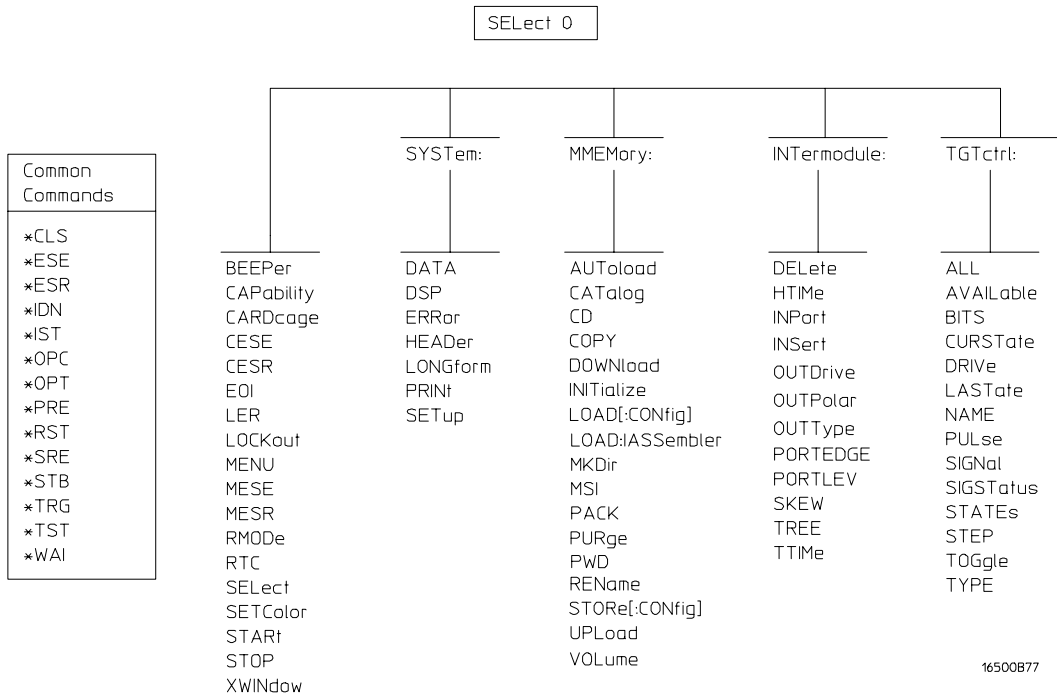 SELect 0
Common
Commands
*CLS
*ESE
*ESR
*IDN
*IST
*OPC
*OPT
*PRE
*RST
*SRE
*STB
*TRG
*TST
*WAI
BEEPer
CAPability
CARDcage
CESE
CESR
EOI
LER
LOCKout
MENU
MESE
MESR
RMODe
RTC
SELect
SETColor
STARt
STOP
XWINdow
SYSTem:
DATA
DSP
ERRor
HEADer
LONGform
PRINt
SETup
MMEMory:
AUToload
CATalog
CD
COPY
DOWNload
INITialize
LOAD[:CONfig]
LOAD:IASSembler
MKDir
MSI
PACK
PURge
PWD
REName
STORe[:CONfig]
UPLoad
VOLume
INTermodule:
DELete
HTIMe
INPort
INSert
OUTDrive
OUTPolar
OUTType
PORTEDGE
PORTLEV
SKEW
TREE
TTIMe
TGTctrl:
ALL
AVAILable
BITS
CURSTate
DRIVe
LASTate
NAME
PULse
SIGNal
SIGSTatus
STATEs
STEP
TOGgle
TYPE
16500B77